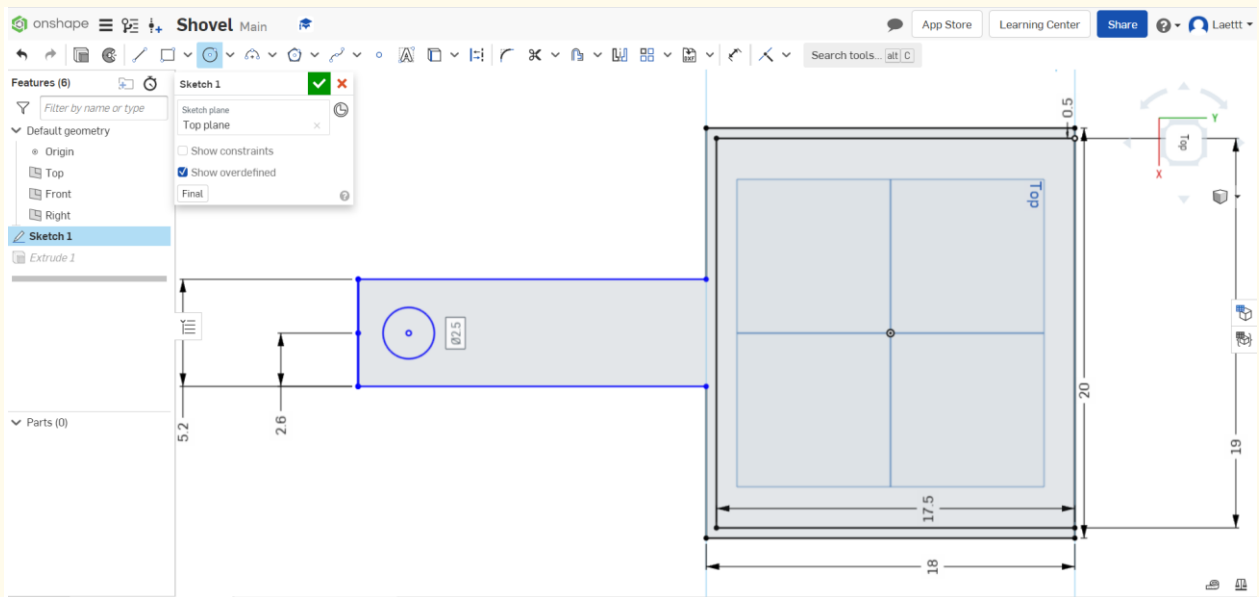 onshape Shovel Main App Store Learning Center Share Laettt
Search tools... alt C
Features (6)
Filter by name or type
Default geometry
Origin
Top
Front
Right
Sketch 1
Extrude 1
Parts (0)
Sketch 1
Sketch plane
Top plane
Show constraints
Show overdefined
Final
5.2
2.6
Ø2.5
Top
0.5
20
19
17.5
18
Top
Y
X